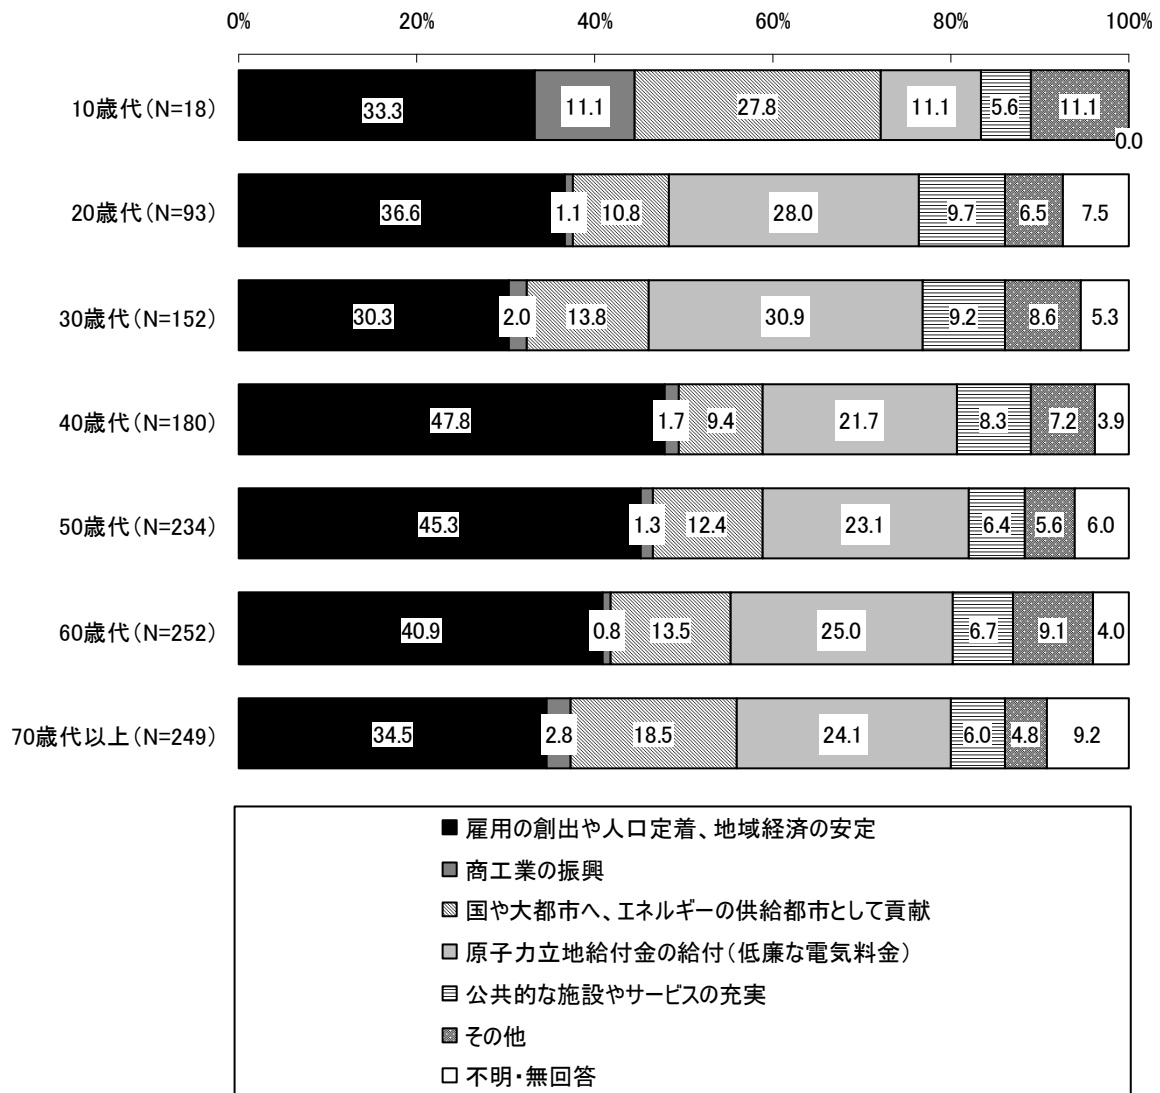 0% 20% 40% 60% 80% 100%
10歳代(N=18) 33.3 11.1 27.8 11.1 5.6 11.1 0.0
20歳代(N=93) 36.6 1.1 10.8 28.0 9.7 6.5 7.5
30歳代(N=152) 30.3 2.0 13.8 30.9 9.2 8.6 5.3
40歳代(N=180) 47.8 1.7 9.4 21.7 8.3 7.2 3.9
50歳代(N=234) 45.3 1.3 12.4 23.1 6.4 5.6 6.0
60歳代(N=252) 40.9 0.8 13.5 25.0 6.7 9.1 4.0
70歳代以上(N=249) 34.5 2.8 18.5 24.1 6.0 4.8 9.2
雇用の創出や人口定着、地域経済の安定
商工業の振興
国や大都市へ、エネルギーの供給都市として貢献
原子力立地給付金の給付(低廉な電気料金)
公共的な施設やサービスの充実
その他
不明・無回答